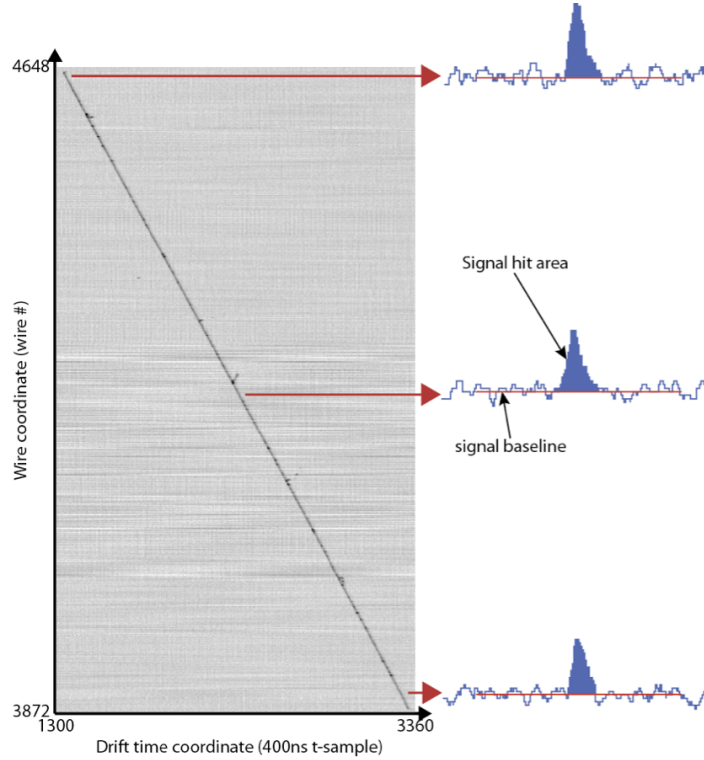 4648
Signal hit area
Wire coordinate (wire #)
signal baseline
3872
1300
3360
Drift time coordinate (400ns t-sample)